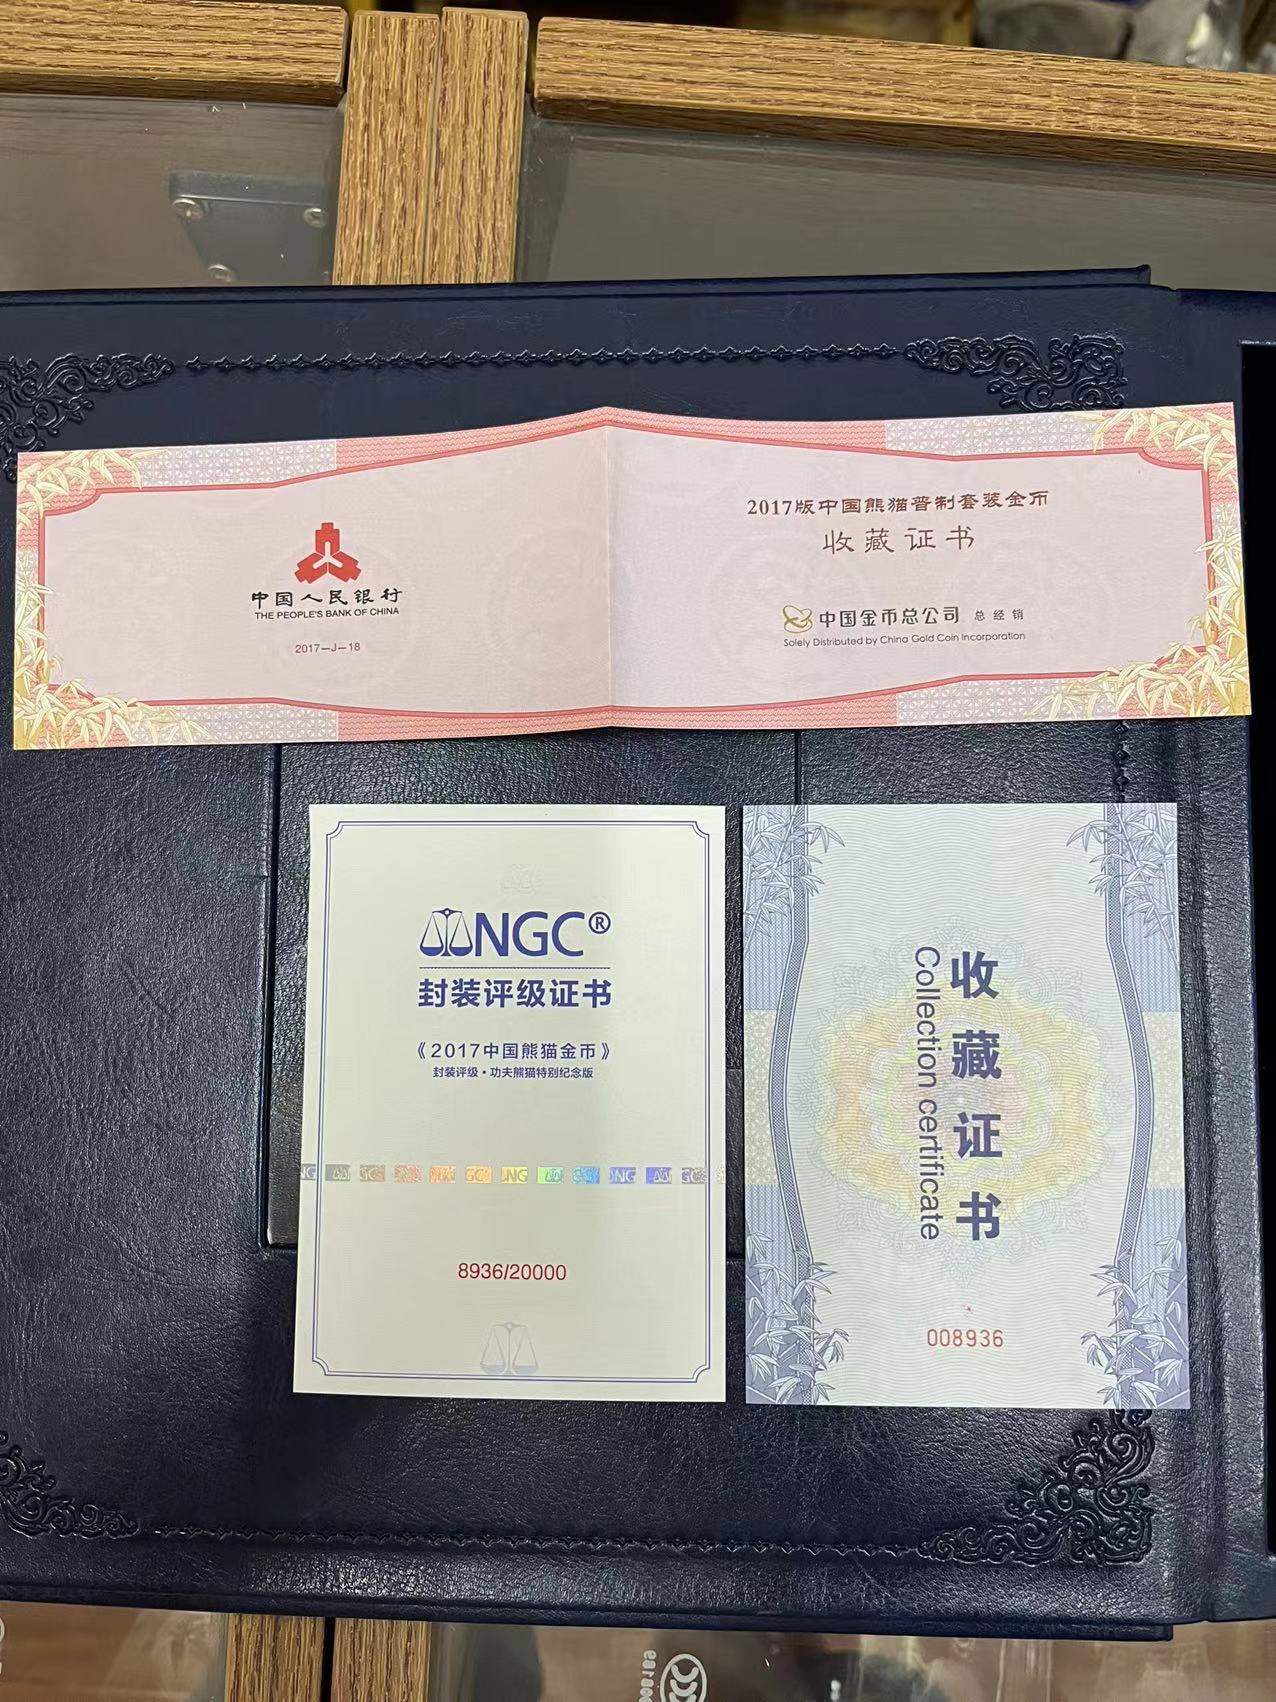 中国人民银行
THE PEOPLE'S BANK OF CHINA
2017—J—18
2017版中国熊猫普制套装金币
收藏证书
中国金币总公司 总经销
Solely Distributed by China Gold Coin Incorporation
NGC®
封装评级证书
《2017中国熊猫金币》
封装评级·功夫熊猫特别纪念版
8936/20000
收藏证书
Collection certificate
008936